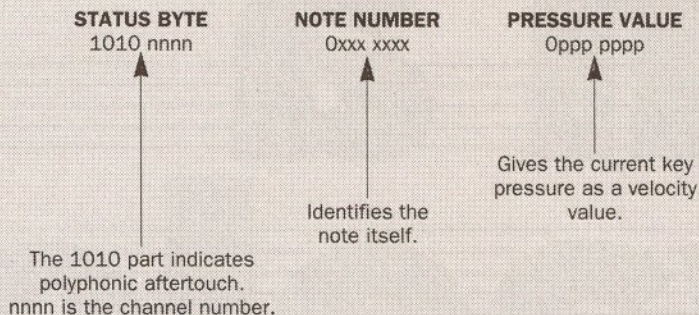 STATUS BYTE NOTE NUMBER PRESSURE VALUE
1010 nnnn 0xxx xxxx 0ppp pppp
Gives the current key
pressure as a velocity
value.
Identifies the
note itself.
The 1010 part indicates
polyphonic aftertouch.
nnnn is the channel number.